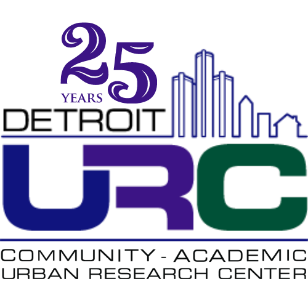 25
YEARS
DETROIT
URC
COMMUNITY - ACADEMIC
URBAN RESEARCH CENTER